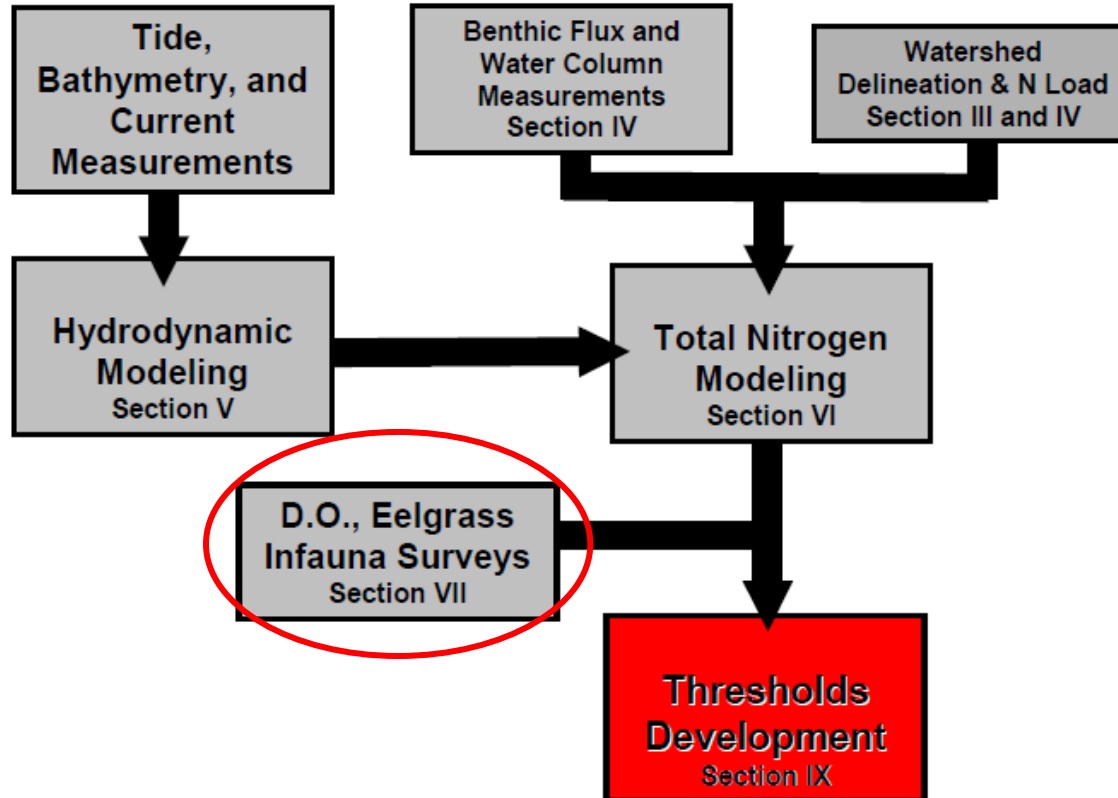 Tide,
Bathymetry, and
Current
Measurements
Benthic Flux and
Water Column
Measurements
Section IV
Watershed
Delineation & N Load
Section III and IV
Hydrodynamic
Modeling
Section V
Total Nitrogen
Modeling
Section VI
D.O., Eelgrass
Infauna Surveys
Section VII
Thresholds
Development
Section IX